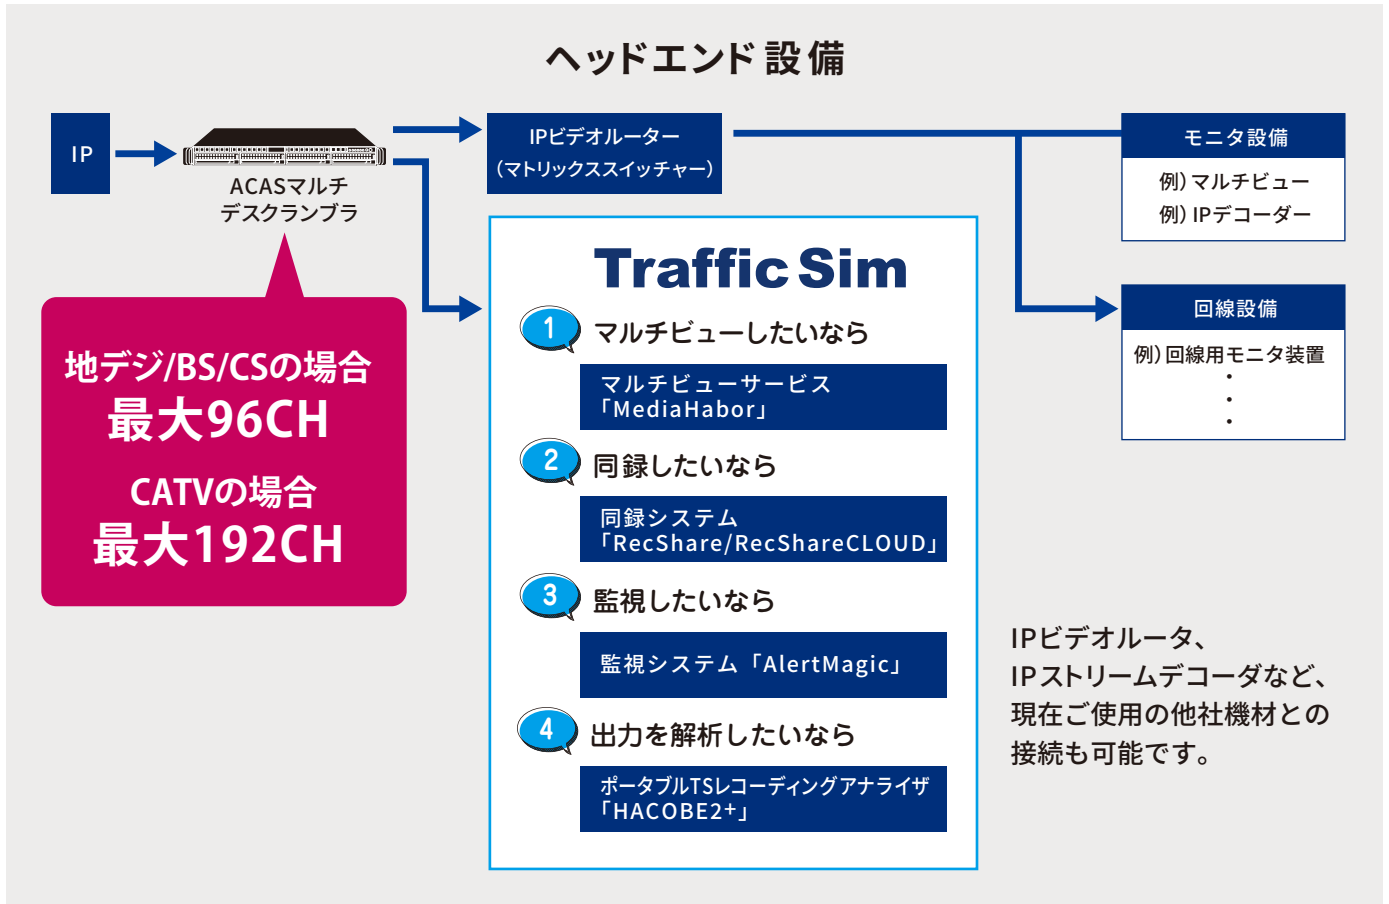 ヘッドエンド設備
IP
ACASマルチ
デスクランブラ
IPビデオルーター
（マトリックススイッチャー）
モニタ設備
例）マルチビュー
例）IPデコーダー
回線設備
例）回線用モニタ装置
・
・
・
地デジ/BS/CSの場合
最大96CH
CATVの場合
最大192CH
Traffic Sim
1 マルチビューしたいなら
マルチビューサービス
「MediaHabor」
2 同録したいなら
同録システム
「RecShare/RecShareCLOUD」
3 監視したいなら
監視システム「AlertMagic」
4 出力を解析したいなら
ポータブルTSレコーディングアナライザ
「HACOBE2+」
IPビデオルータ、
IPストリームデコーダなど、
現在ご使用の他社機材との
接続も可能です。